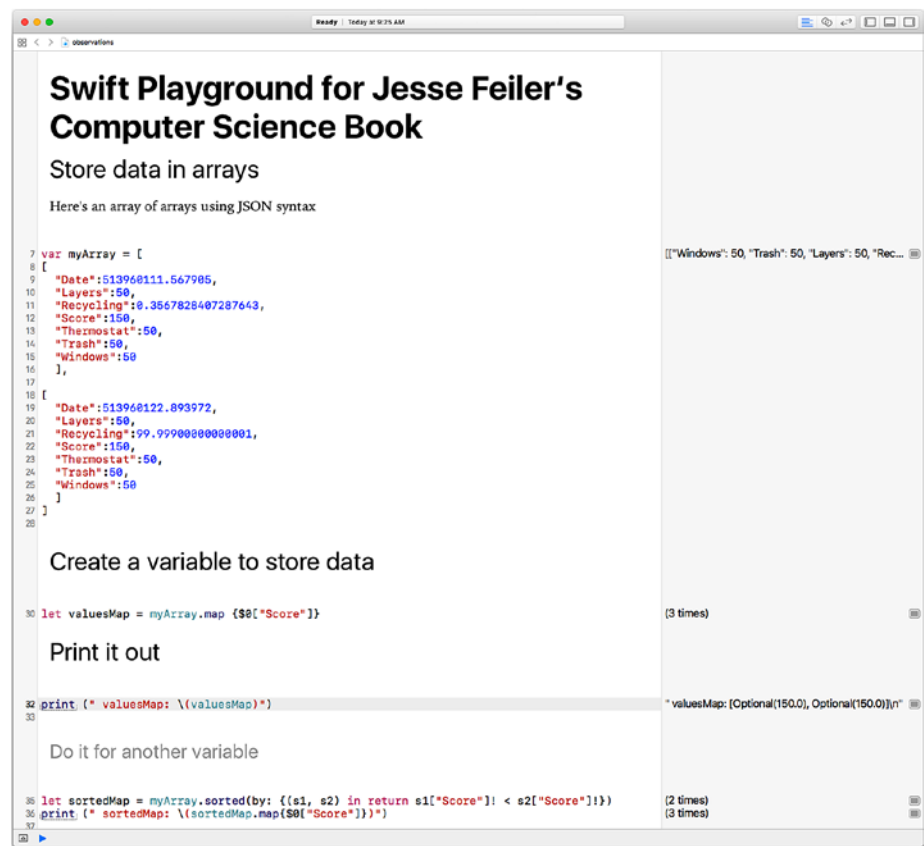 Ready | Today at 9:25 AM
observations
Swift Playground for Jesse Feiler‘s
Computer Science Book
Store data in arrays
Here's an array of arrays using JSON syntax
7 var myArray = [ [["Windows": 50, "Trash": 50, "Layers": 50, "Rec...
8 [
9 "Date":513960111.567905,
10 "Layers":50,
11 "Recycling":0.3567828407287643,
12 "Score":150,
13 "Thermostat":50,
14 "Trash":50,
15 "Windows":50
16 ],
17
18 [
19 "Date":513960122.893972,
20 "Layers":50,
21 "Recycling":99.99900000000001,
22 "Score":150,
23 "Thermostat":50,
24 "Trash":50,
25 "Windows":50
26 ]
27 ]
28
Create a variable to store data
30 let valuesMap = myArray.map {$0["Score"]} (3 times)
Print it out
32 print (" valuesMap: \(valuesMap)") " valuesMap: [Optional(150.0), Optional(150.0)]\n"
33
Do it for another variable
35 let sortedMap = myArray.sorted(by: {(s1, s2) in return s1["Score"]! < s2["Score"]!}) (2 times)
36 print (" sortedMap: \(sortedMap.map{$0["Score"]})") (3 times)
37